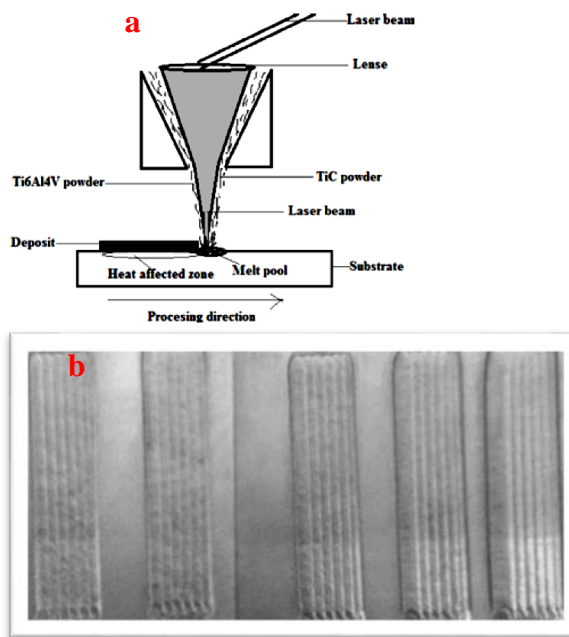 a
Laser beam
Lense
Ti6Al4V powder
TiC powder
Laser beam
Deposit
Substrate
Heat affected zone
Melt pool
Procesing direction
b